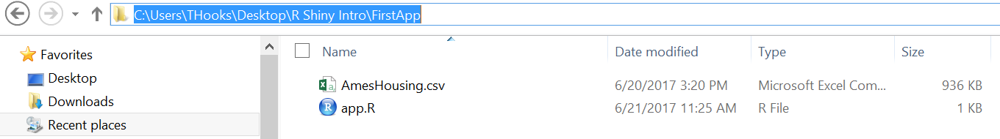 C:\Users\THooks\Desktop\R Shiny Intro\FirstApp
Favorites
Desktop
Downloads
Recent places
Name Date modified Type Size
AmesHousing.csv 6/20/2017 3:20 PM Microsoft Excel Com... 936 KB
R app.R 6/21/2017 11:25 AM R File 1 KB